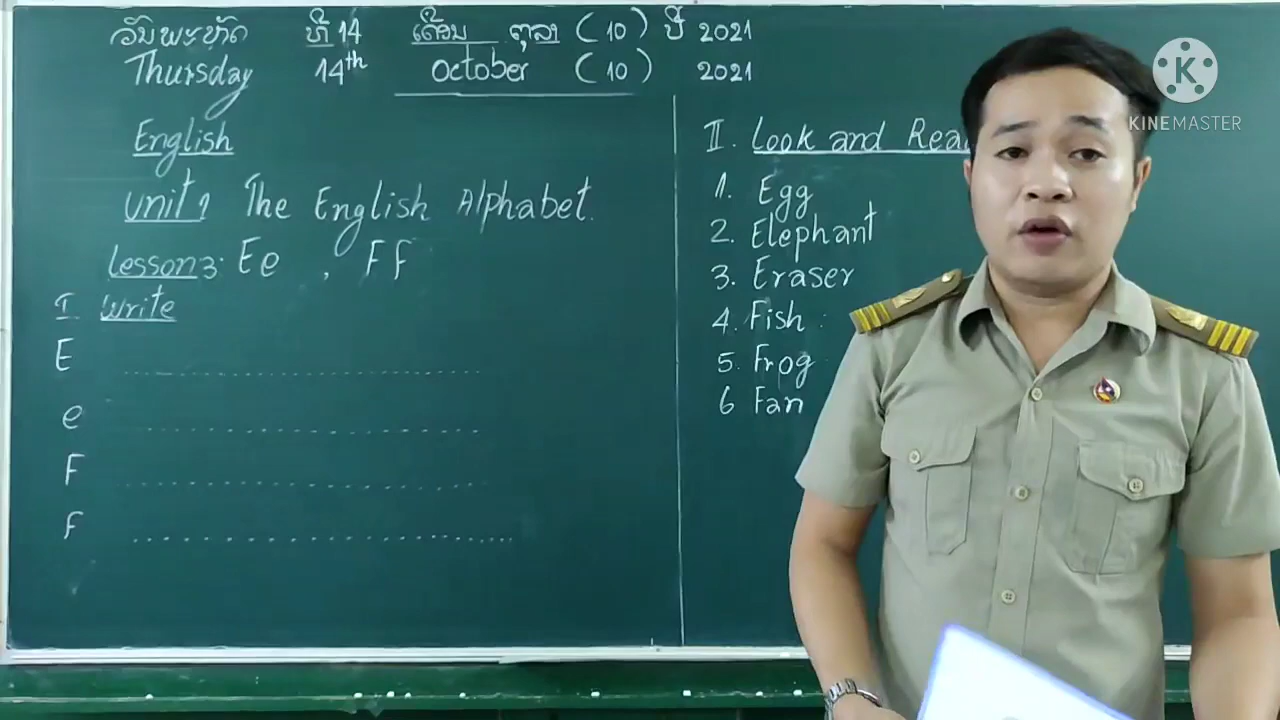 ວັນພະຫັດ ທີ 14 ເດືອນ ຕຸລາ ( 10 ) ປີ 2021
Thursday 14th October ( 10 ) 2021
English
Unit 1 The English Alphabet.
Lesson 3: Ee , Ff
I. Write
E ..............................
e ..............................
F ..............................
f ..............................
II. Look and Rea
1. Egg
2. Elephant
3. Eraser
4. Fish :
5. Frog
6 Fan
K
KINEMASTER